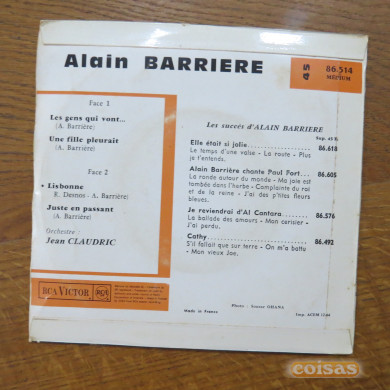 Alain BARRIERE
45
86.514
MEDIUM
Face 1
Les gens qui vont...
(A. Barrière)
Une fille pleurait
(A. Barrière)
Face 2
Lisbonne
R. Desnos - A. Barrière)
Juste en passant
(A. Barrière)
Orchestre :
Jean CLAUDRIC
Les succès d'ALAIN BARRIERE
Sup. 45 t.
Elle était si jolie 86.618
Le temps d'une valse - La route - Plus
je t'entends.
Alain Barrière chante Paul Fort... 86.605
La ronde autour du monde - Ma joie est
tombée dans l'herbe - Complainte du roi
et de la reine - J'ai des p'tites fleurs
bleues.
Je reviendrai d'Al Cantara 86.576
La ballade des amours - Mon cerisier -
J'ai perdu.
Cathy 86.492
S'il fallait que sur terre - On m'a battu
- Mon vieux Joe.
RCA VICTOR
RCA
Made in France
coisas